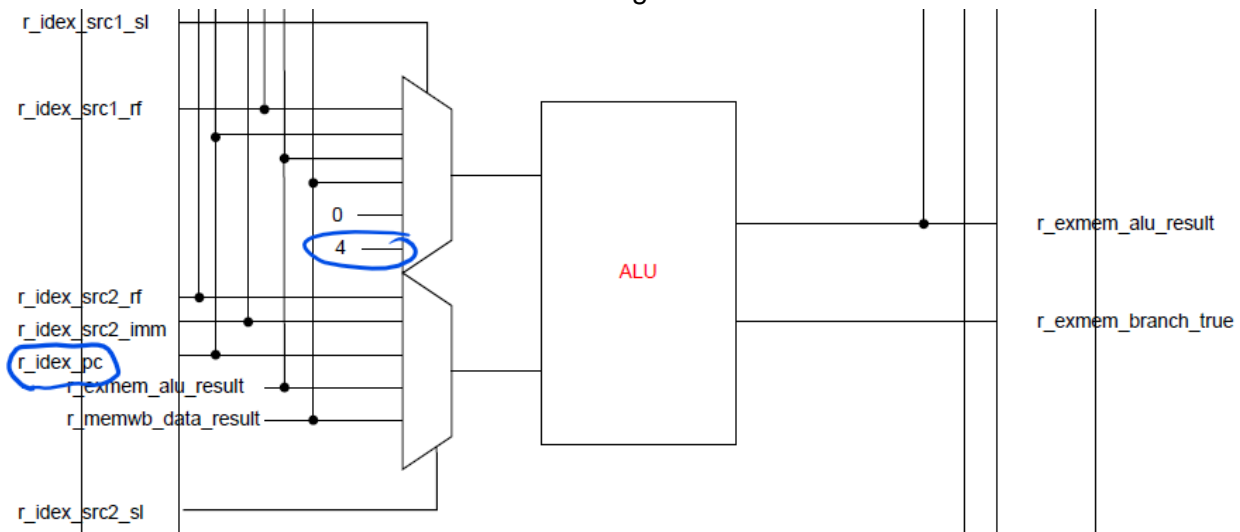 r_idex_src1_sl
r_idex_src1_rf
0
4
ALU
r_exmem_alu_result
r_idex_src2_rf
r_idex_src2_imm
r_exmem_branch_true
r_idex_pc
r_exmem_alu_result
r_memwb_data_result
r_idex_src2_sl